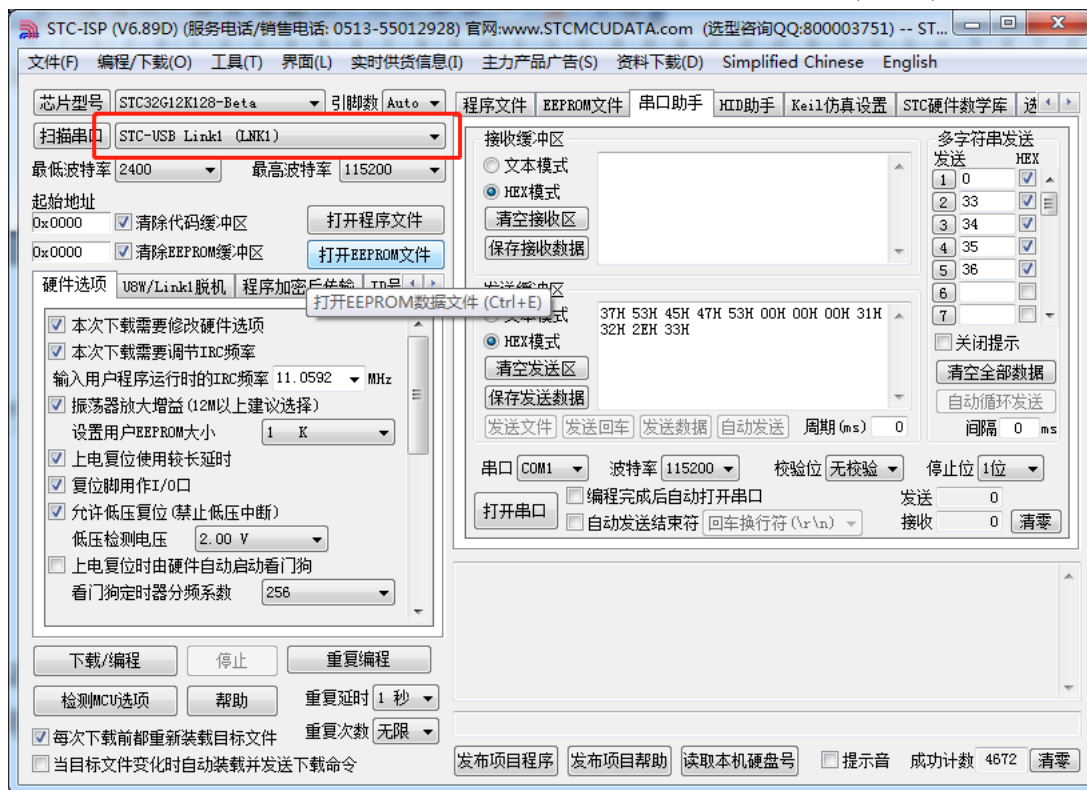 STC-ISP (V6.89D) (服务电话/销售电话: 0513-55012928) 官网:www.STCMCUDATA.com (选型咨询QQ:800003751) -- ST...
文件(F) 编程/下载(O) 工具(T) 界面(L) 实时供货信息(I) 主力产品广告(S) 资料下载(D) Simplified Chinese English
芯片型号 STC32G12K128-Beta 引脚数 Auto
扫描串口 STC-USB Link1 (LNK1)
最低波特率 2400 最高波特率 115200
起始地址
0x0000 清除代码缓冲区 打开程序文件
0x0000 清除EEPROM缓冲区 打开EEPROM文件
硬件选项 U8W/Link1脱机 程序加密后传输 ID号
打开EEPROM数据文件 (Ctrl+E)
本次下载需要修改硬件选项
本次下载需要调节IRC频率
输入用户程序运行时的IRC频率 11.0592 MHz
振荡器放大增益(12M以上建议选择)
设置用户EEPROM大小 1 K
上电复位使用较长延时
复位脚用作I/O口
允许低压复位(禁止低压中断)
低压检测电压 2.00 V
上电复位时由硬件自动启动看门狗
看门狗定时器分频系数 256
下载/编程 停止 重复编程
检测MCU选项 帮助 重复延时 1 秒
每次下载前都重新装载目标文件 重复次数 无限
当目标文件变化时自动装载并发送下载命令
程序文件 EEPROM文件 串口助手 HID助手 Keil仿真设置 STC硬件数学库
接收缓冲区
文本模式
HEX模式
清空接收区
保存接收数据
多字符串发送
发送 HEX
1 0
2 33
3 34
4 35
5 36
6
7
关闭提示
清空全部数据
自动循环发送
间隔 0 ms
发送缓冲区
文本模式 37H 53H 45H 47H 53H 00H 00H 00H 31H
HEX模式 32H 2EH 33H
清空发送区
保存发送数据
发送文件 发送回车 发送数据 自动发送 周期(ms) 0
串口 COM1 波特率 115200 校验位 无校验 停止位 1位
打开串口 编程完成后自动打开串口 发送 0
自动发送结束符 回车换行符(\r\n) 接收 0 清零
发布项目程序 发布项目帮助 读取本机硬盘号 提示音 成功计数 4672 清零